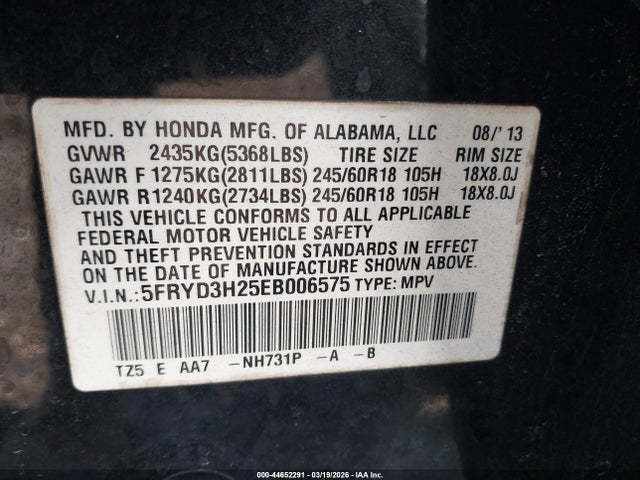 MFD. BY HONDA MFG. OF ALABAMA, LLC 08/'13
GVWR 2435KG(5368LBS) TIRE SIZE RIM SIZE
GAWR F 1275KG(2811LBS) 245/60R18 105H 18X8.0J
GAWR R 1240KG(2734LBS) 245/60R18 105H 18X8.0J
THIS VEHICLE CONFORMS TO ALL APPLICABLE
FEDERAL MOTOR VEHICLE SAFETY
AND THEFT PREVENTION STANDARDS IN EFFECT
ON THE DATE OF MANUFACTURE SHOWN ABOVE.
V.I.N.:5FRYD3H25EB006575 TYPE: MPV
TZ5 E AA7 -NH731P -A -B
000-44652291 - 03/19/2026 - IAA Inc.